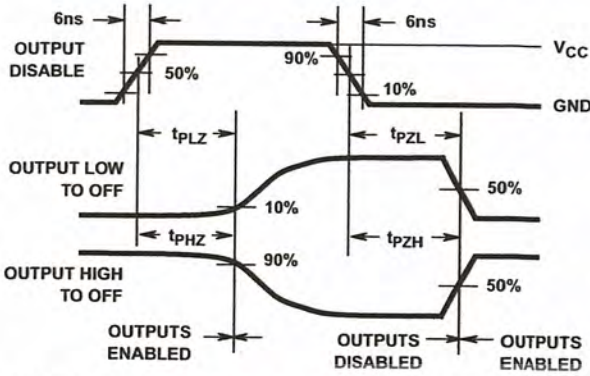 6ns
6ns
OUTPUT
DISABLE
90%
VCC
50%
10%
GND
tPLZ
tPZL
OUTPUT LOW
TO OFF
50%
10%
tPHZ
tPZH
90%
OUTPUT HIGH
TO OFF
50%
OUTPUTS
ENABLED
OUTPUTS
DISABLED
OUTPUTS
ENABLED